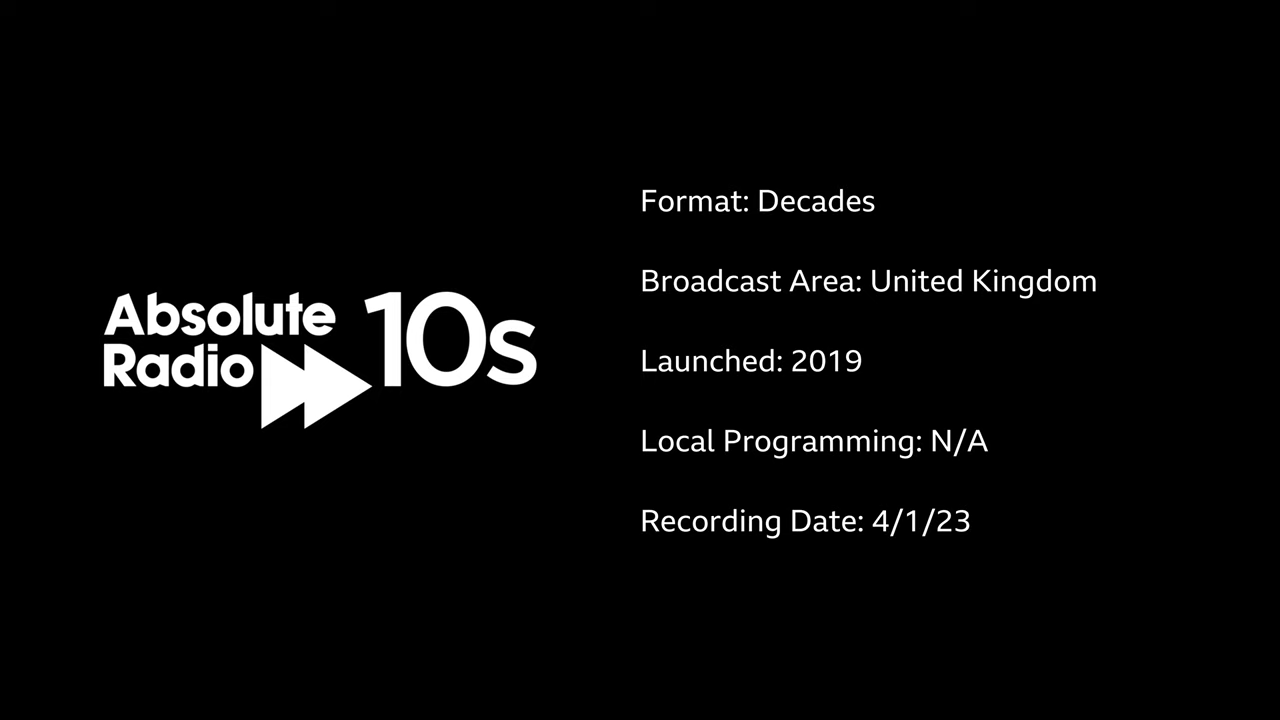 Absolute
Radio
10s
Format: Decades
Broadcast Area: United Kingdom
Launched: 2019
Local Programming: N/A
Recording Date: 4/1/23